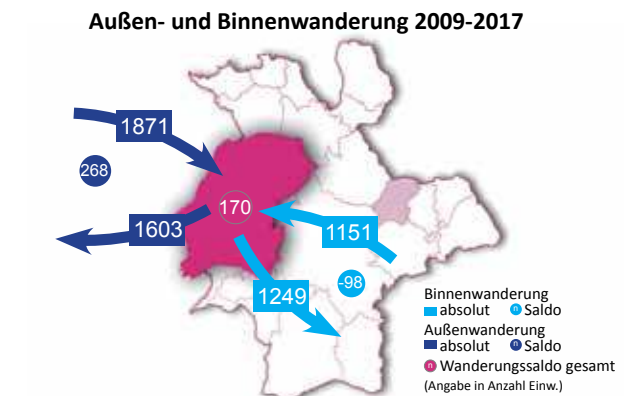 Außen- und Binnenwanderung 2009-2017
1871
268
170
1603
1151
1249
-98
Binnenwanderung
absolut n Saldo
Außenwanderung
absolut n Saldo
n Wanderungssaldo gesamt
(Angabe in Anzahl Einw.)